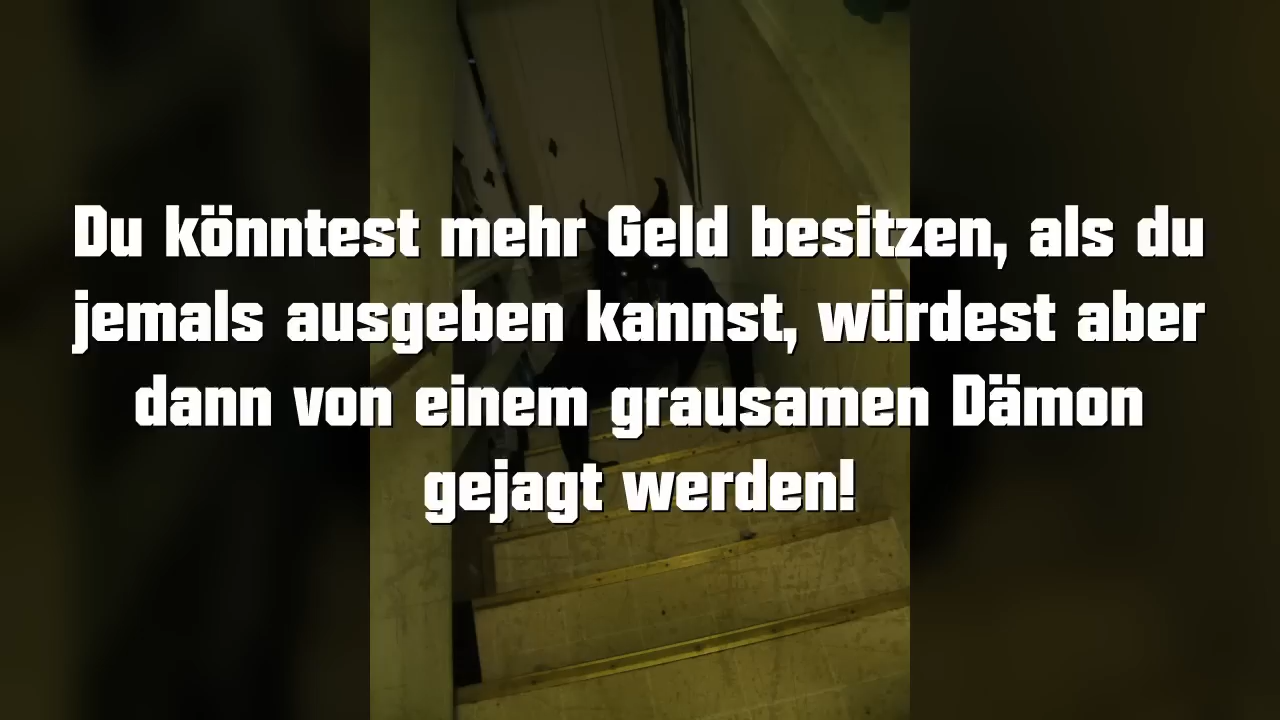 Du könntest mehr Geld besitzen, als du
jemals ausgeben kannst, würdest aber
dann von einem grausamen Dämon
gejagt werden!